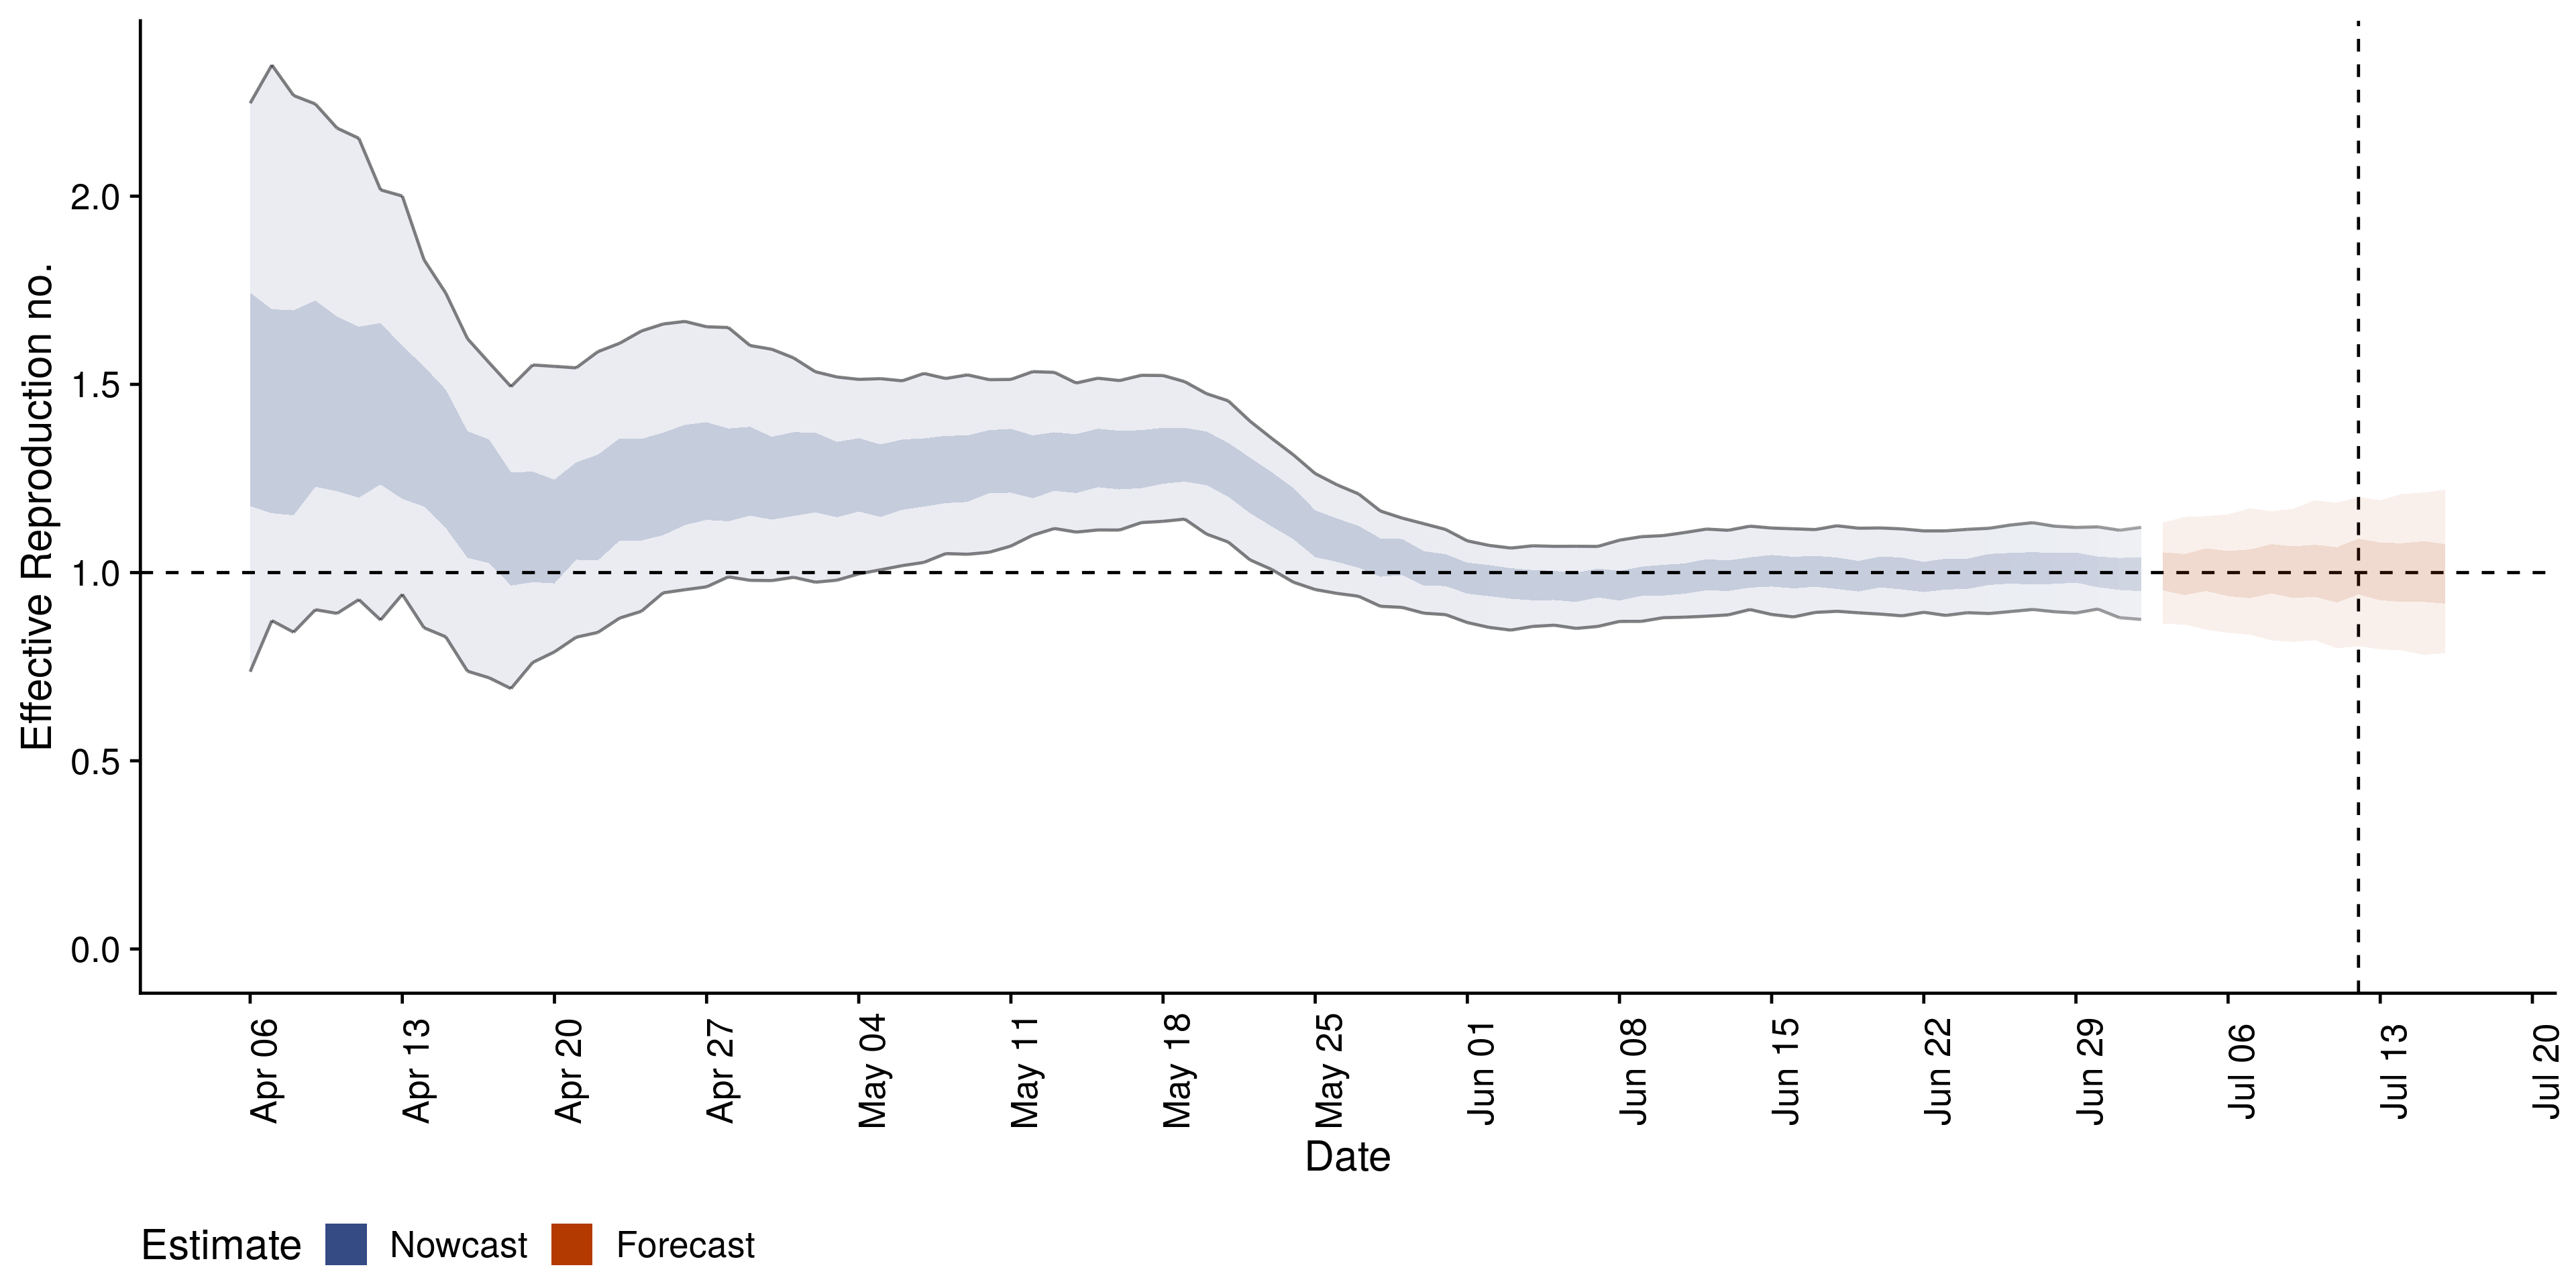 Effective Reproduction no.
2.0
1.5
1.0
0.5
0.0
Apr 06
Apr 13
Apr 20
Apr 27
May 04
May 11
May 18
May 25
Jun 01
Jun 08
Jun 15
Jun 22
Jun 29
Jul 06
Jul 13
Jul 20
Date
Estimate Nowcast Forecast